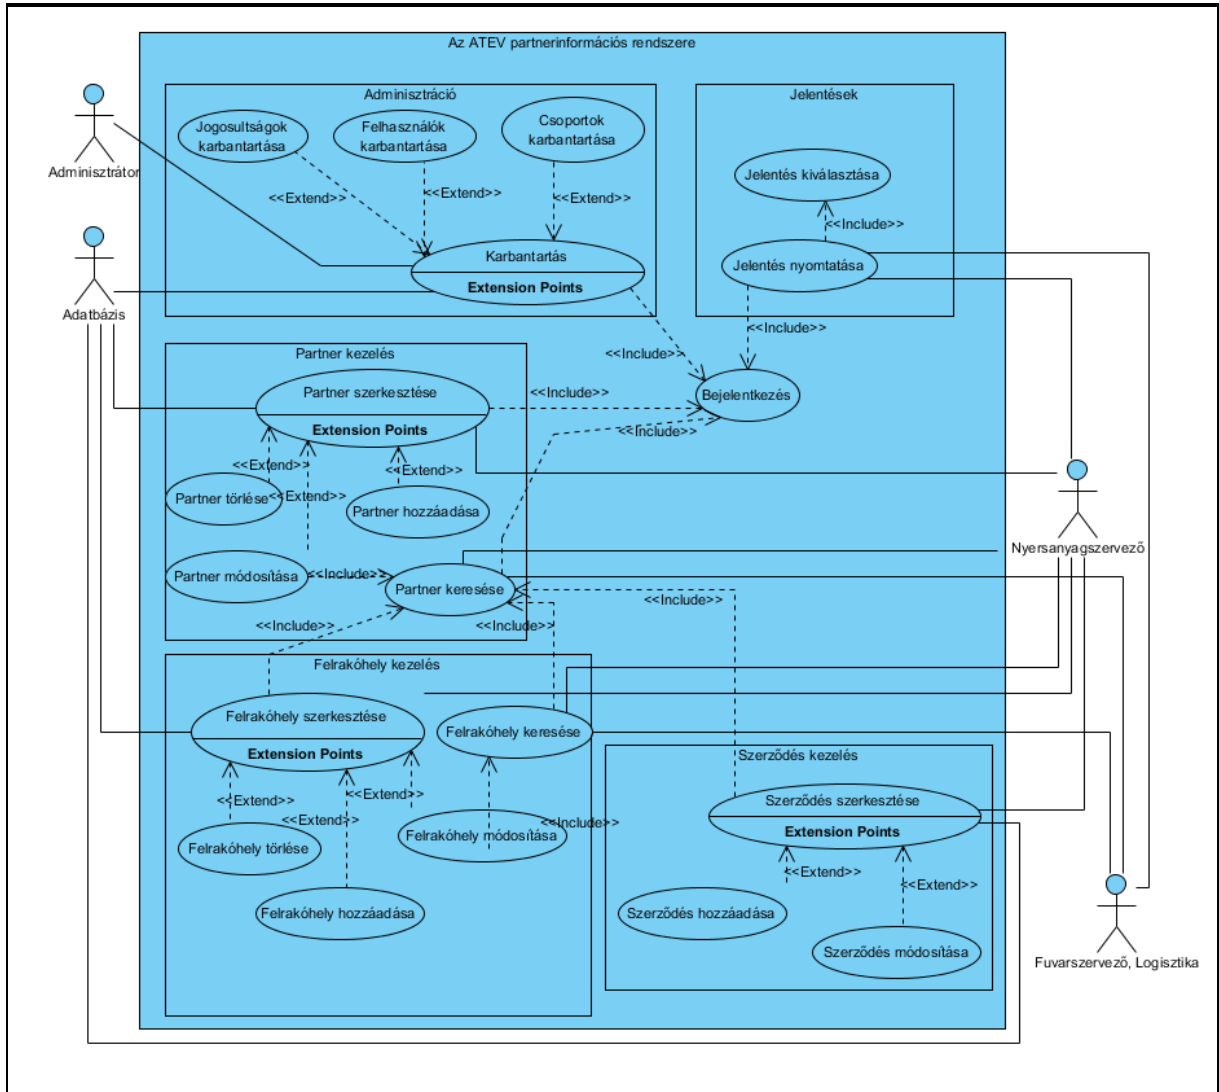 Az ATEV partnerinformációs rendszere
Adminisztráció
Jelentések
Jogosultságok
karbantartása
Felhasználók
karbantartása
Csoportok
karbantartása
Adminisztrátor
Jelentés kiválasztása
<<Extend>>
<<Extend>>
<<Extend>>
<<Include>>
Karbantartás
Extension Points
Jelentés nyomtatása
Adatbázis
<<Include>>
Partner kezelés
<<Include>>
Partner szerkesztése
Extension Points
<<Include>>
Bejelentkezés
<<Include>>
<<Extend>>
<<Extend>>
<<Extend>>
Partner törlése
Partner hozzáadása
Nyersanyagszervező
Partner módosítása
<<Include>>
Partner keresése
<<Include>>
<<Include>>
<<Include>>
Felrakóhely kezelés
Felrakóhely szerkesztése
Extension Points
Felrakóhely keresése
Szerződés kezelés
<<Extend>>
<<Extend>>
<<Extend>>
<<Include>>
Szerződés szerkesztése
Extension Points
Felrakóhely törlése
Felrakóhely módosítása
<<Extend>>
<<Extend>>
Felrakóhely hozzáadása
Szerződés hozzáadása
Szerződés módosítása
Fuvarszervező, Logisztika